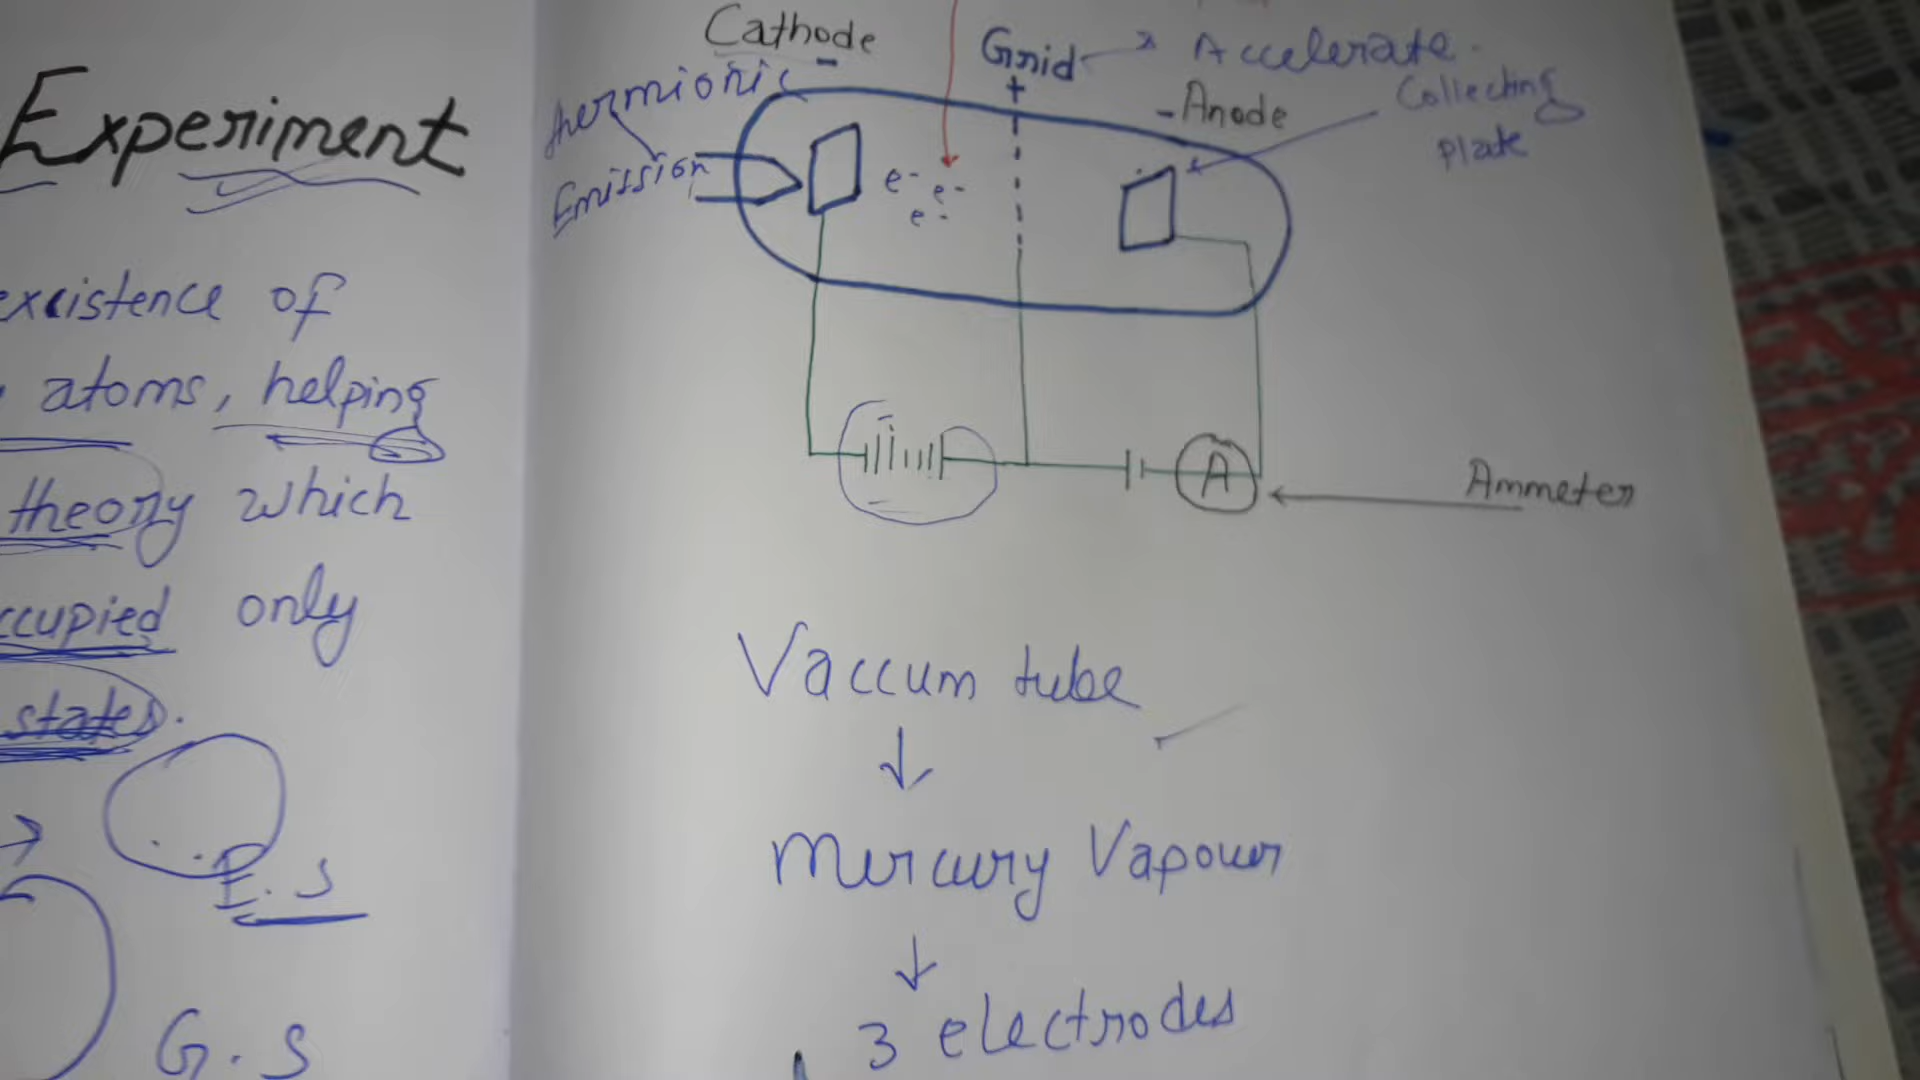 Experiment
existence of
atoms, helping
theory which
ccupied only
states.
E.S
G.S
Cathode
-
Grid
+
Accelerate.
thermionic
Emission
-Anode
Collecting
plate
e- e-
e-
A
Ammeter
Vaccum tube
↓
Mercury Vapour
↓
3 electrodes